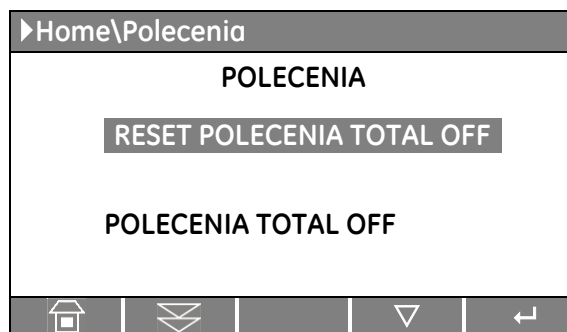 Home\Polecenia
POLECENIA
RESET POLECENIA TOTAL OFF
POLECENIA TOTAL OFF